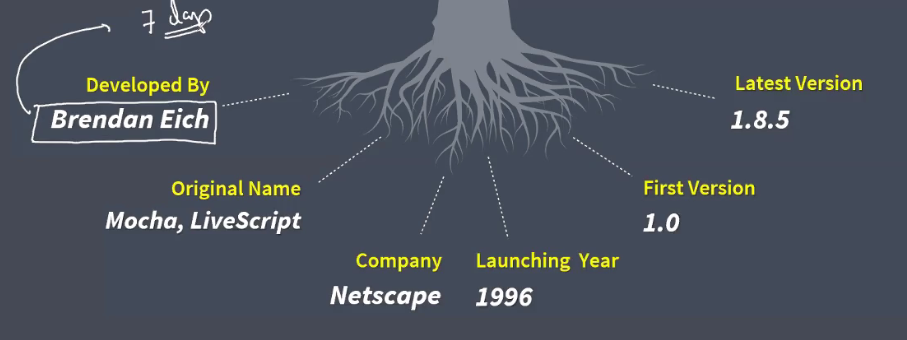 7 days
Developed By
Brendan Eich
Latest Version
1.8.5
Original Name
Mocha, LiveScript
First Version
1.0
Company
Netscape
Launching Year
1996